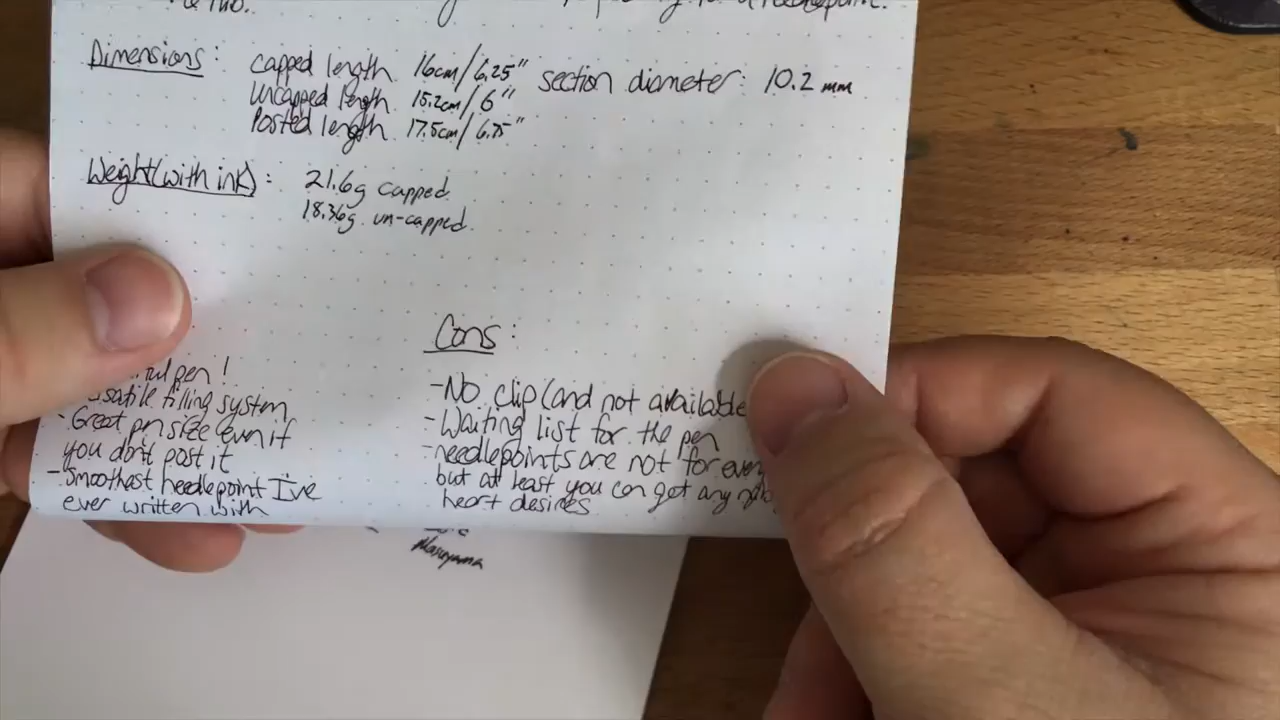 Dimensions: capped length 16cm/6.25" section diameter: 10.2 mm
Uncapped length 15.2cm/6"
Posted length 17.5cm/6.75"
Weight(with ink): 21.6g capped
18.36g un-capped.
pen!
filling system
- Great pen size even if
you don't post it
- Smoothest needlepoint I've
ever written with
Cons:
- No clip (and not available
- Waiting list for the pen
- needlepoints are not for
but at least you can get any
heart desires